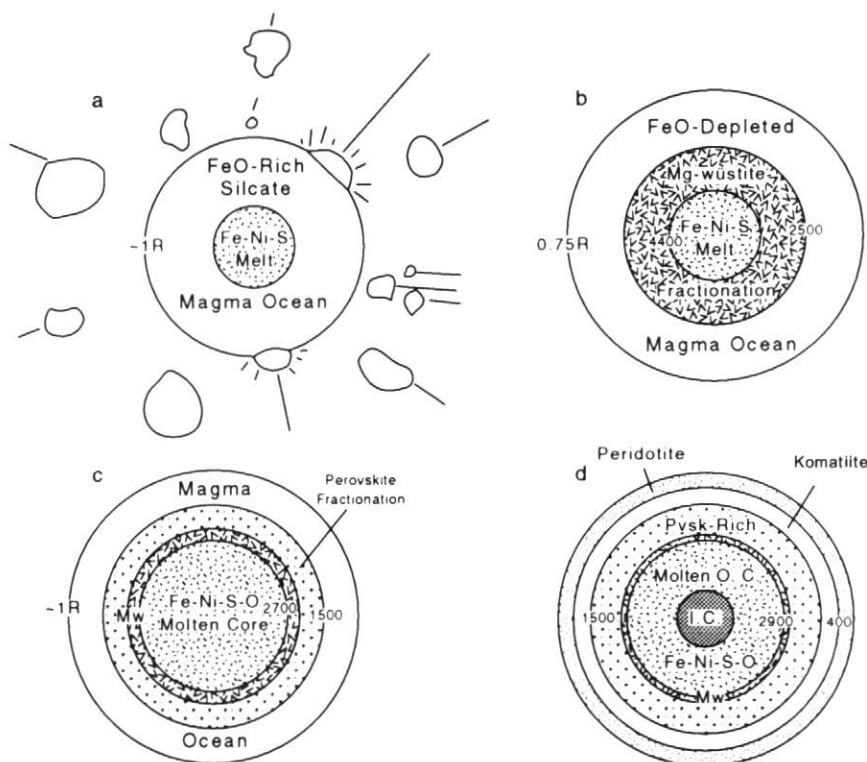 a
FeO-Rich
Silcate
Fe-Ni-S
Melt
~1R
Magma Ocean
b
FeO-Depleted
Mg-wüstite
Fe-Ni-S
4400
2500
0.75R
Melt
Fractionation
Magma Ocean
c
Magma
Perovskite
Fractionation
~1R
Mw
Fe-Ni-S-O
2700
1500
Molten Core
Ocean
d
Peridotite
Komatiite
Pvsk-Rich
Molten O. C.
1500
I.C.
2900
400
Fe-Ni-S-O
Mw